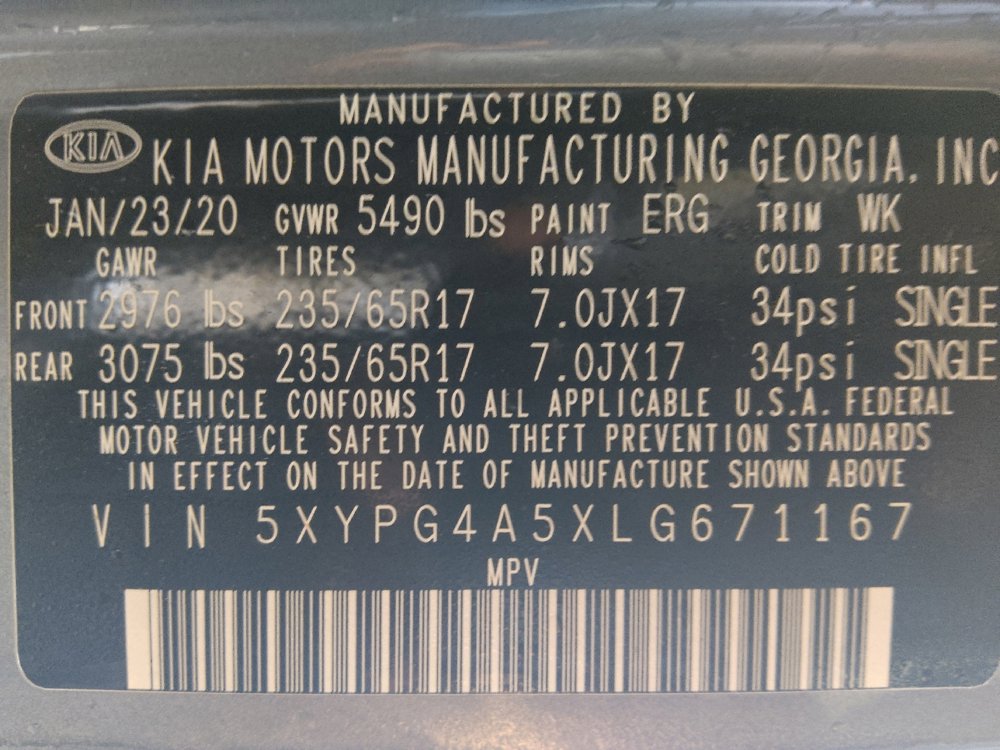 MANUFACTURED BY
KIA KIA MOTORS MANUFACTURING GEORGIA, INC
JAN/23/20 GVWR 5490 lbs PAINT ERG TRIM WK
GAWR TIRES RIMS COLD TIRE INFL
FRONT 2976 lbs 235/65R17 7.0JX17 34psi SINGLE
REAR 3075 lbs 235/65R17 7.0JX17 34psi SINGLE
THIS VEHICLE CONFORMS TO ALL APPLICABLE U.S.A. FEDERAL
MOTOR VEHICLE SAFETY AND THEFT PREVENTION STANDARDS
IN EFFECT ON THE DATE OF MANUFACTURE SHOWN ABOVE
VIN 5XYPG4A5XLG671167
MPV